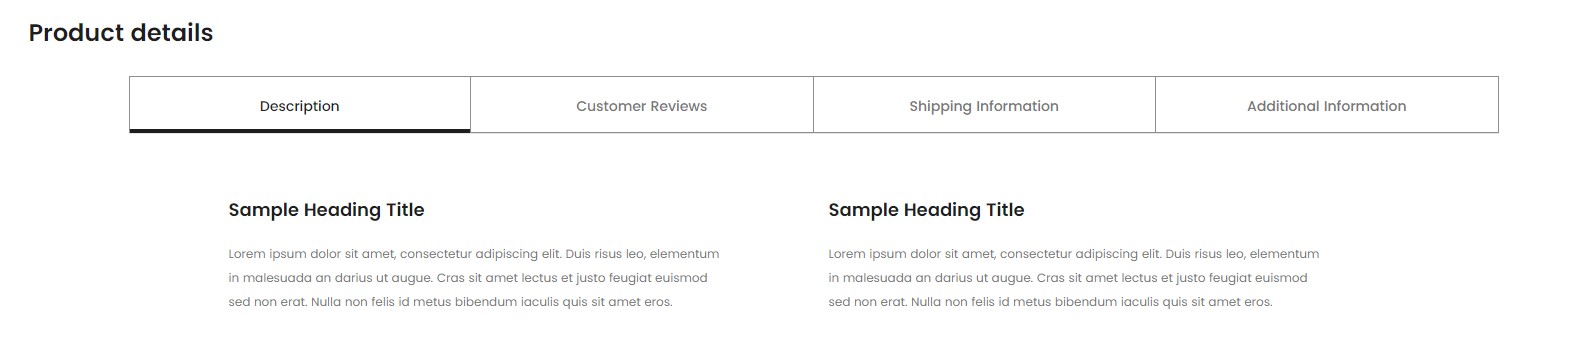 Product details
Description
Customer Reviews
Shipping Information
Additional Information
Sample Heading Title
Lorem ipsum dolor sit amet, consectetur adipiscing elit. Duis risus leo, elementum
in malesuada an darius ut augue. Cras sit amet lectus et justo feugiat euismod
sed non erat. Nulla non felis id metus bibendum iaculis quis sit amet eros.
Sample Heading Title
Lorem ipsum dolor sit amet, consectetur adipiscing elit. Duis risus leo, elementum
in malesuada an darius ut augue. Cras sit amet lectus et justo feugiat euismod
sed non erat. Nulla non felis id metus bibendum iaculis quis sit amet eros.